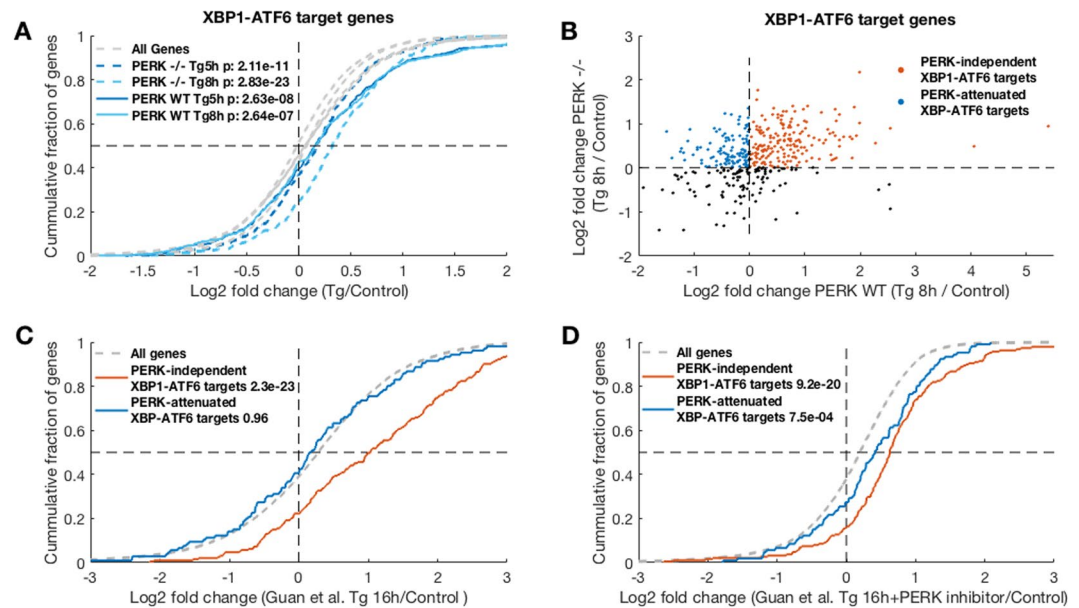 A
XBP1-ATF6 target genes
Cummulative fraction of genes
1
0.8
0.6
0.4
0.2
0
All Genes
PERK -/- Tg5h p: 2.11e-11
PERK -/- Tg8h p: 2.83e-23
PERK WT Tg5h p: 2.63e-08
PERK WT Tg8h p: 2.64e-07
-2 -1.5 -1 -0.5 0 0.5 1 1.5 2
Log2 fold change (Tg/Control)
B
XBP1-ATF6 target genes
Log2 fold change PERK -/-
(Tg 8h / Control)
3
2
1
0
-1
-2
PERK-independent
XBP1-ATF6 targets
PERK-attenuated
XBP-ATF6 targets
-2 -1 0 1 2 3 4 5
Log2 fold change PERK WT (Tg 8h / Control)
C
Cummulative fraction of genes
1
0.8
0.6
0.4
0.2
0
All genes
PERK-independent
XBP1-ATF6 targets 2.3e-23
PERK-attenuated
XBP-ATF6 targets 0.96
-3 -2 -1 0 1 2 3
Log2 fold change (Guan et al. Tg 16h/Control )
D
Cummulative fraction of genes
1
0.8
0.6
0.4
0.2
0
All genes
PERK-independent
XBP1-ATF6 targets 9.2e-20
PERK-attenuated
XBP-ATF6 targets 7.5e-04
-3 -2 -1 0 1 2 3
Log2 fold change (Guan et al. Tg 16h+PERK inhibitor/Control)